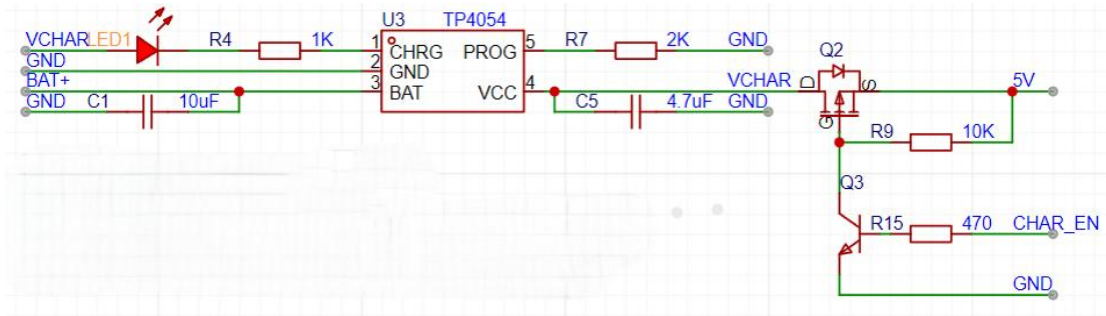 U3 TP4054
VCHAR LED1 R4 1K 1 CHRG PROG 5 R7 2K GND Q2
GND 2 GND
BAT+ 3 BAT VCC 4 VCHAR D S 5V
GND C1 10uF C5 4.7uF GND G
R9 10K
Q3
R15 470 CHAR_EN
GND